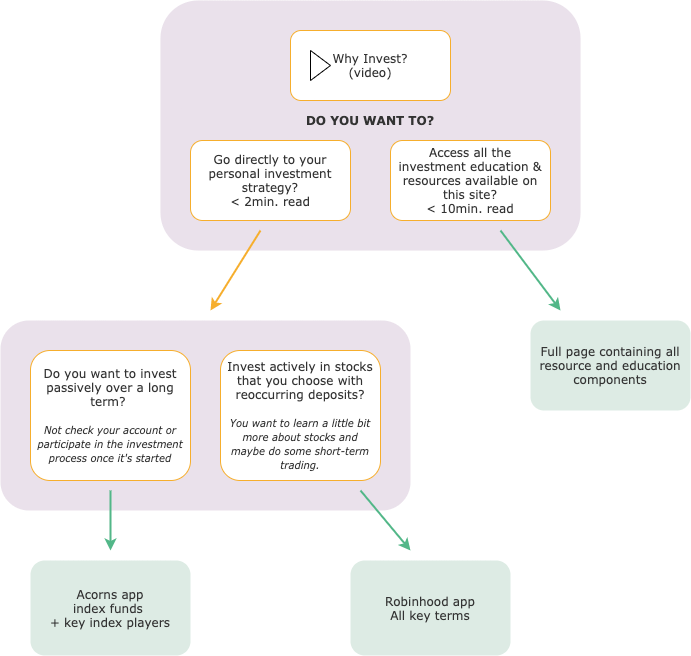 Why Invest?
(video)
DO YOU WANT TO?
Go directly to your
personal investment
strategy?
< 2min. read
Access all the
investment education &
resources available on
this site?
< 10min. read
Do you want to invest
passively over a long
term?
Not check your account or
participate in the investment
process once it's started
Invest actively in stocks
that you choose with
reoccurring deposits?
You want to learn a little bit
more about stocks and
maybe do some short-term
trading.
Full page containing all
resource and education
components
Acorns app
index funds
+ key index players
Robinhood app
All key terms